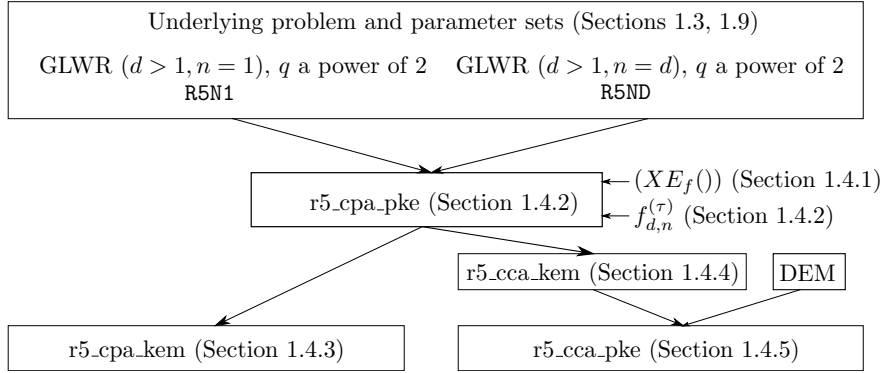 Underlying problem and parameter sets (Sections 1.3, 1.9)
GLWR (d > 1, n = 1), q a power of 2 GLWR (d > 1, n = d), q a power of 2
R5N1 R5ND
(XE_f()) (Section 1.4.1)
r5_cpa_pke (Section 1.4.2)
f_{d,n}^{(τ)} (Section 1.4.2)
r5_cca_kem (Section 1.4.4) DEM
r5_cpa_kem (Section 1.4.3) r5_cca_pke (Section 1.4.5)